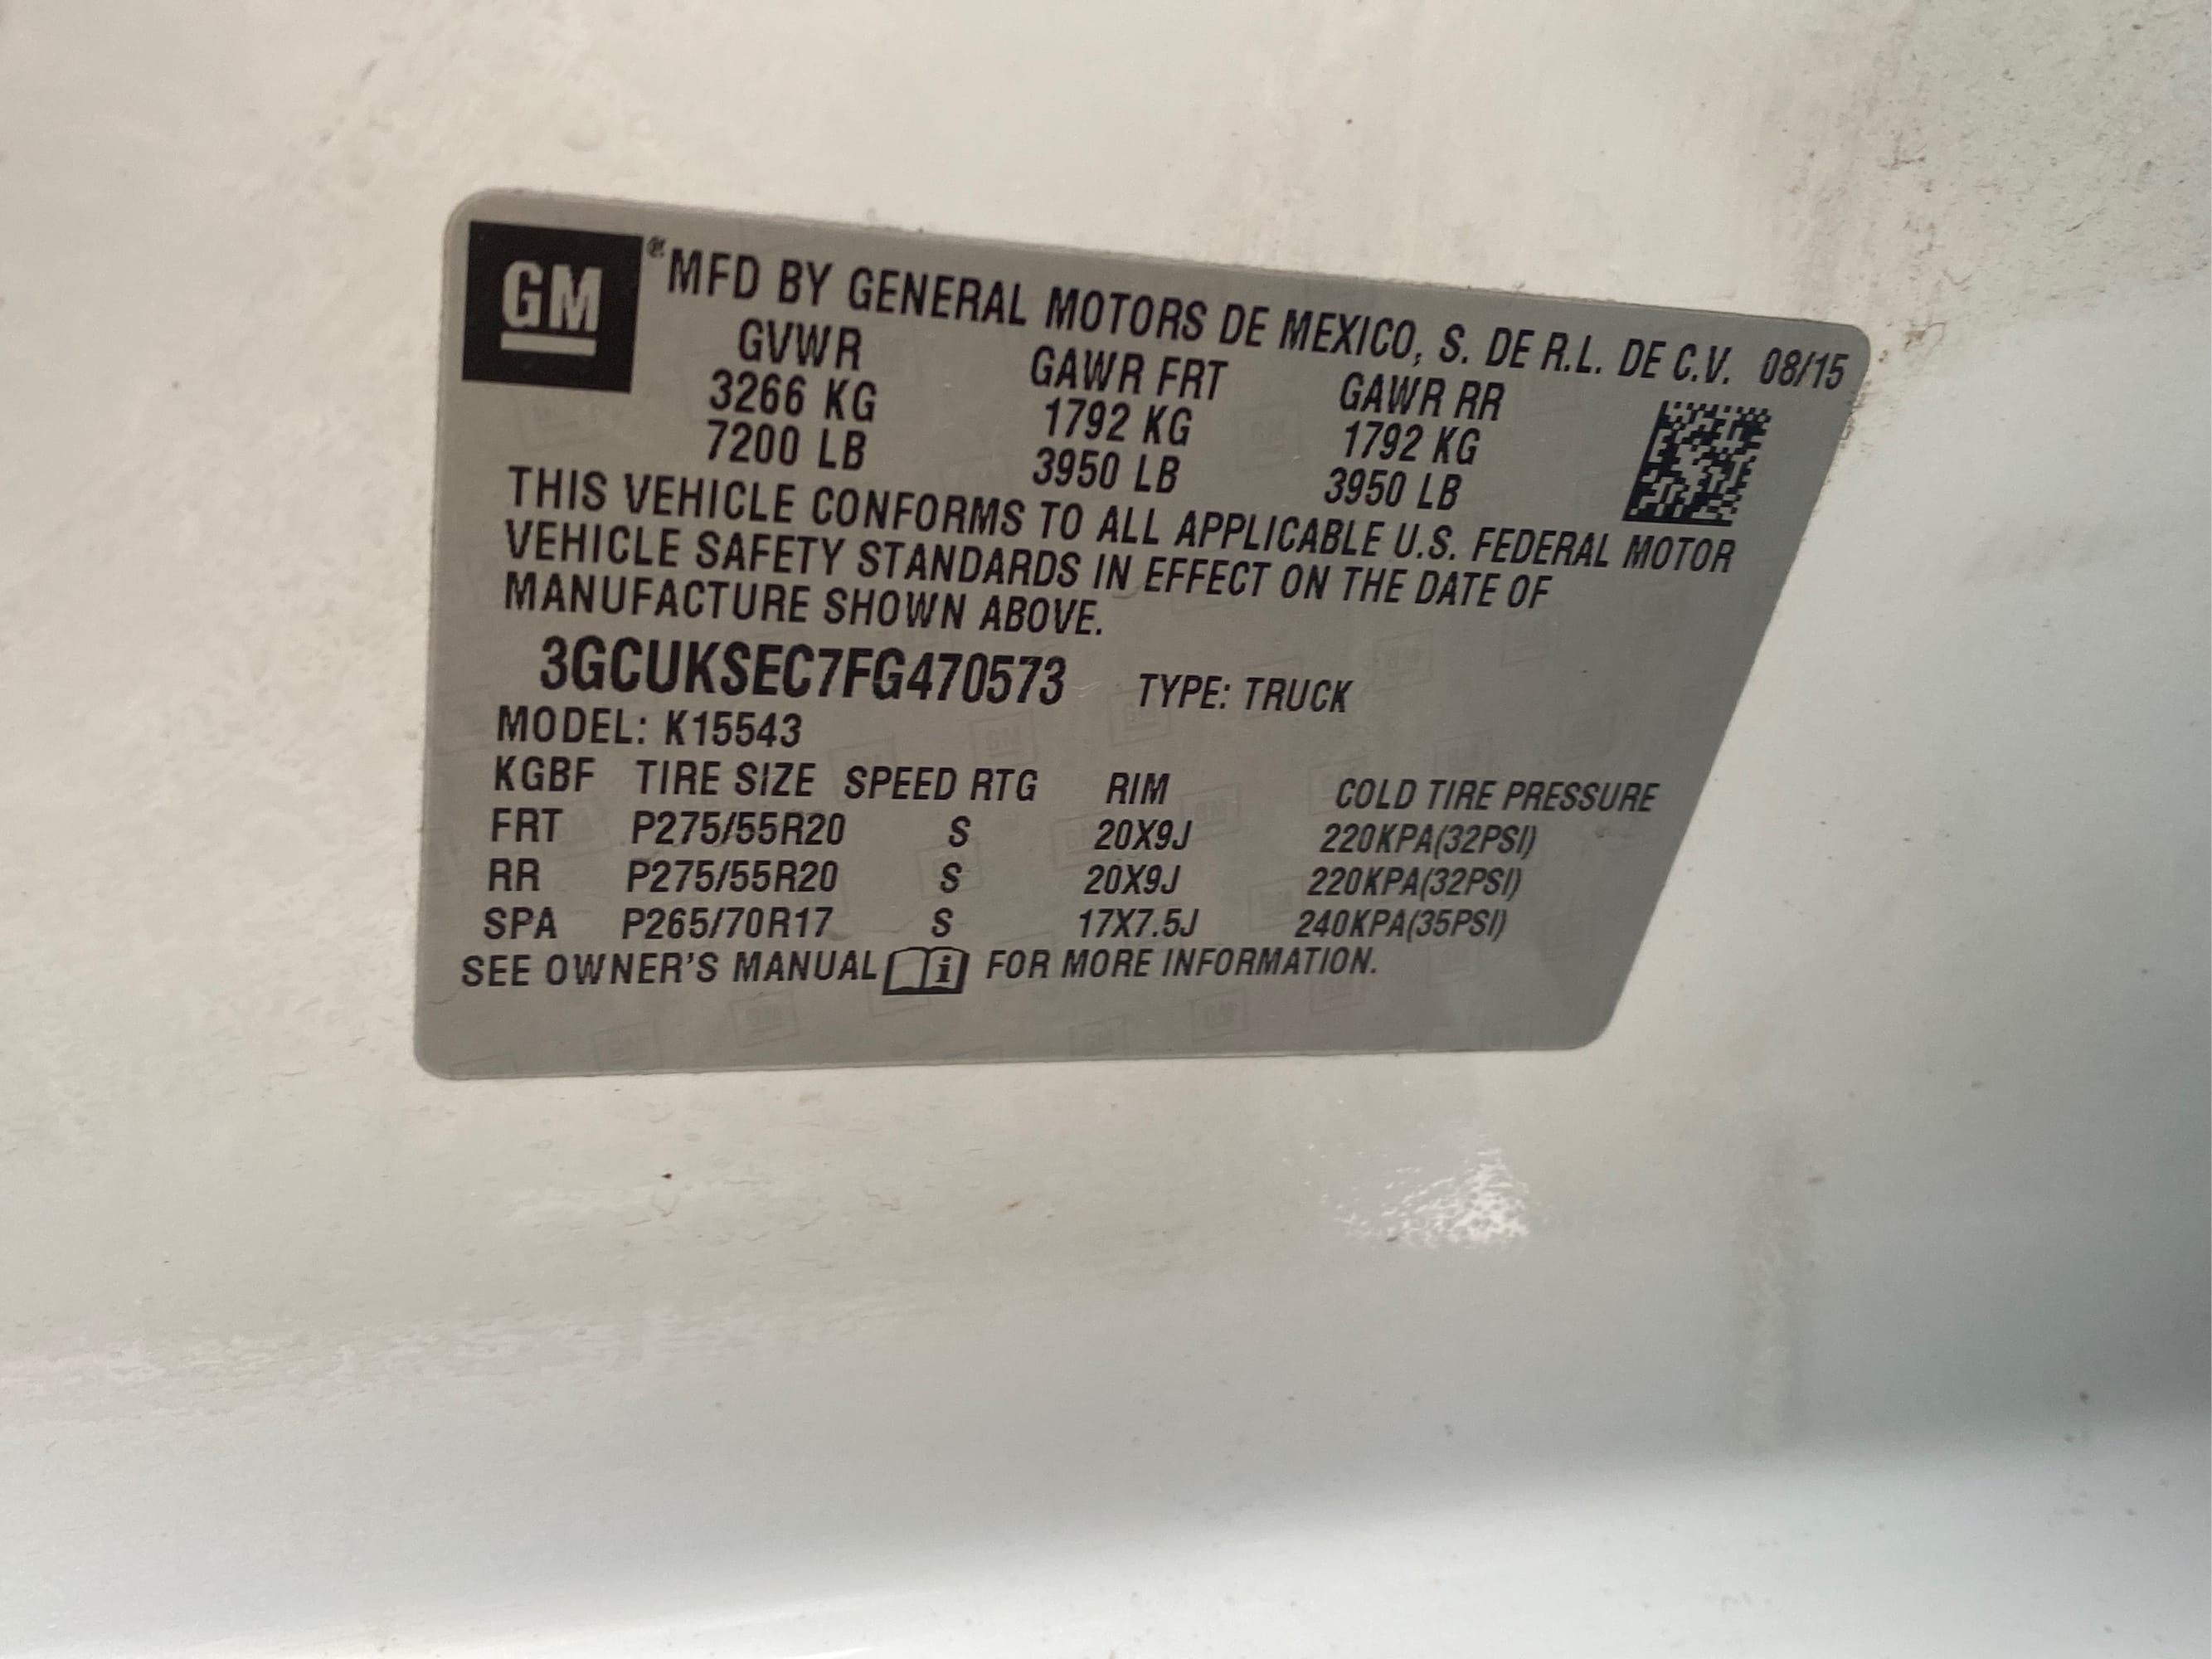 GM ® MFD BY GENERAL MOTORS DE MEXICO, S. DE R.L. DE C.V. 08/15
GVWR GAWR FRT GAWR RR
3266 KG 1792 KG 1792 KG
7200 LB 3950 LB 3950 LB
THIS VEHICLE CONFORMS TO ALL APPLICABLE U.S. FEDERAL MOTOR
VEHICLE SAFETY STANDARDS IN EFFECT ON THE DATE OF
MANUFACTURE SHOWN ABOVE.
3GCUKSEC7FG470573 TYPE: TRUCK
MODEL: K15543
KGBF TIRE SIZE SPEED RTG RIM COLD TIRE PRESSURE
FRT P275/55R20 S 20X9J 220KPA(32PSI)
RR P275/55R20 S 20X9J 220KPA(32PSI)
SPA P265/70R17 S 17X7.5J 240KPA(35PSI)
SEE OWNER'S MANUAL i FOR MORE INFORMATION.